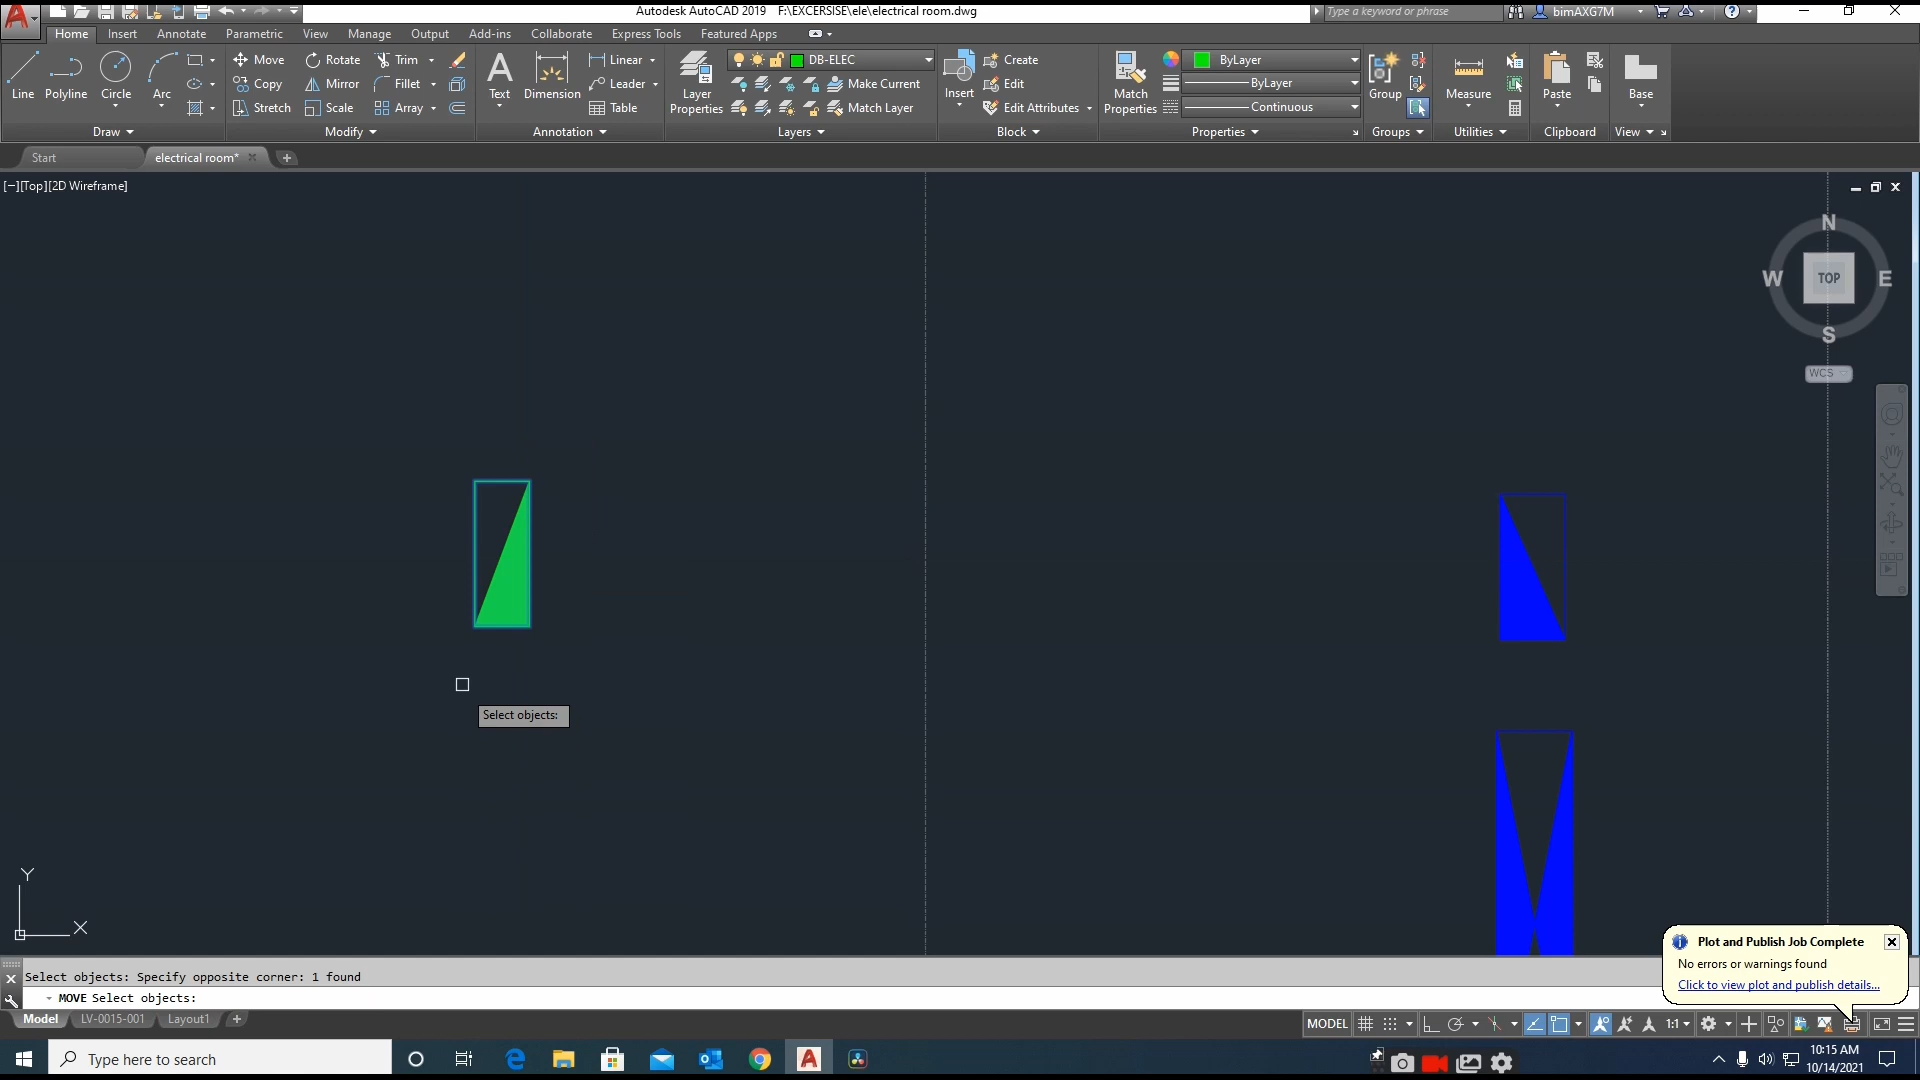 Autodesk AutoCAD 2019   F:\EXCERSISE\ele\electrical room.dwg
Type a keyword or phrase
bimAXG7M
Home Insert Annotate Parametric View Manage Output Add-ins Collaborate Express Tools Featured Apps
Line Polyline Circle Arc
Move Rotate Trim
Copy Mirror Fillet
Stretch Scale Array
Text Dimension
Linear
Leader
Table
Layer Properties
DB-ELEC
Make Current
Match Layer
Insert
Create
Edit
Edit Attributes
Match Properties
ByLayer
ByLayer
Continuous
Group
Measure
Paste
Base
Draw Modify Annotation Layers Block Properties Groups Utilities Clipboard View
Start electrical room*
[−][Top][2D Wireframe]
N
W TOP E
S
WCS
Select objects:
Y
X
Plot and Publish Job Complete
No errors or warnings found
Click to view plot and publish details...
Select objects: Specify opposite corner: 1 found
MOVE Select objects:
Model LV-0015-001 Layout1
MODEL 1:1
Type here to search
10:15 AM
10/14/2021